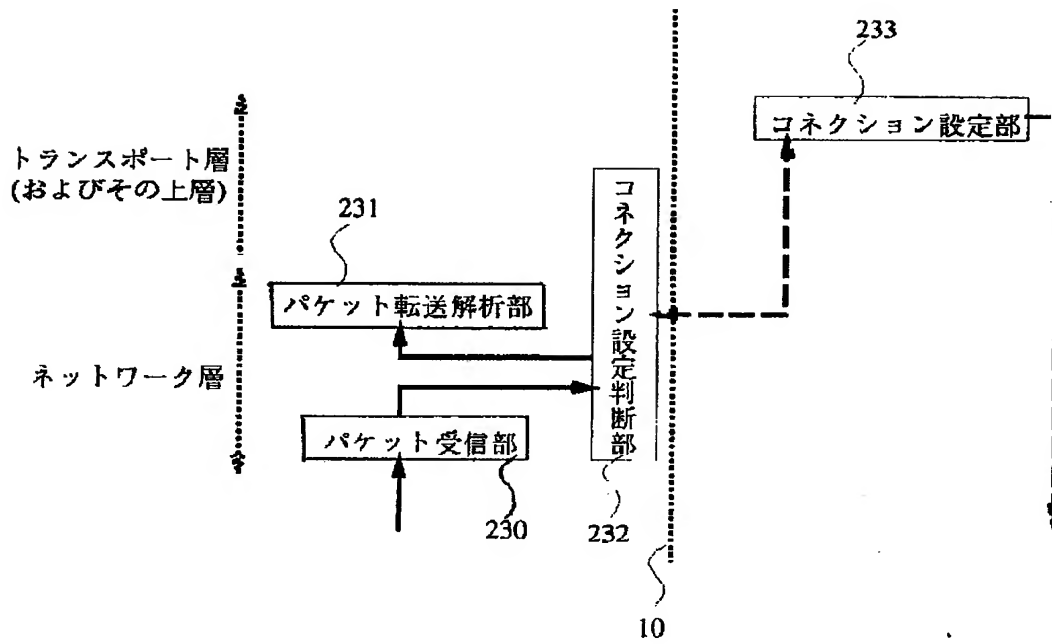 233
コネクション設定部
トランスポート層
(およびその上層)
231
パケット転送解析部
コネクション設定判断部
ネットワーク層
パケット受信部
230
232
10